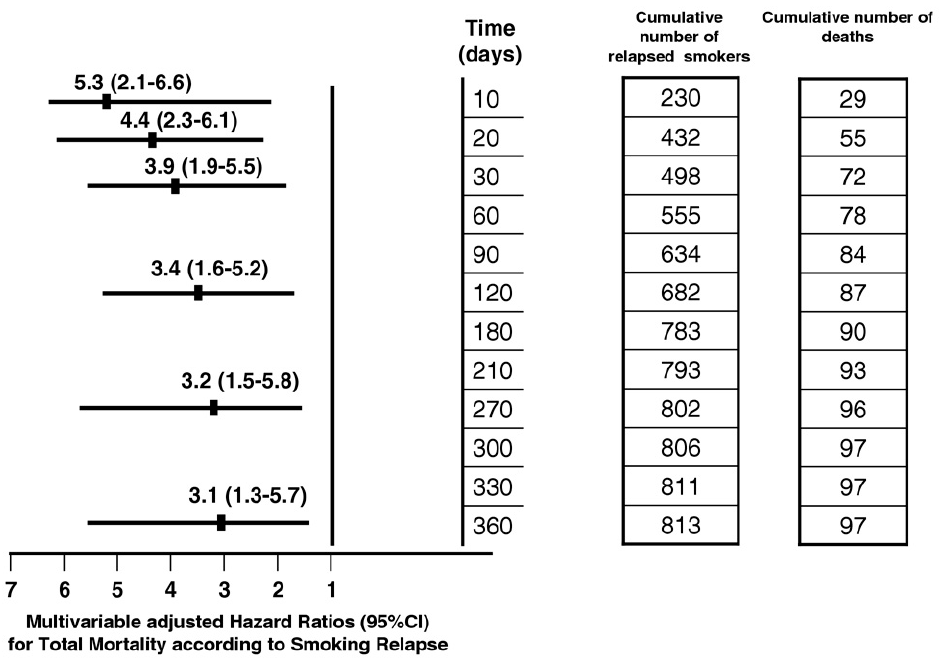 Time
(days)
Cumulative
number of
relapsed smokers
Cumulative number of
deaths
5.3 (2.1-6.6)
10 230 29
4.4 (2.3-6.1)
20 432 55
3.9 (1.9-5.5)
30 498 72
60 555 78
90 634 84
3.4 (1.6-5.2)
120 682 87
180 783 90
210 793 93
3.2 (1.5-5.8)
270 802 96
300 806 97
330 811 97
3.1 (1.3-5.7)
360 813 97
7 6 5 4 3 2 1
Multivariable adjusted Hazard Ratios (95%CI)
for Total Mortality according to Smoking Relapse